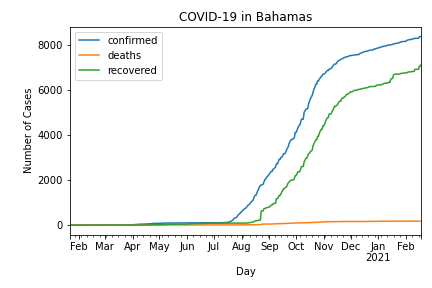 COVID-19 in Bahamas
confirmed
deaths
recovered
Number of Cases
8000
6000
4000
2000
0
Feb Mar Apr May Jun Jul Aug Sep Oct Nov Dec Jan Feb
2021
Day